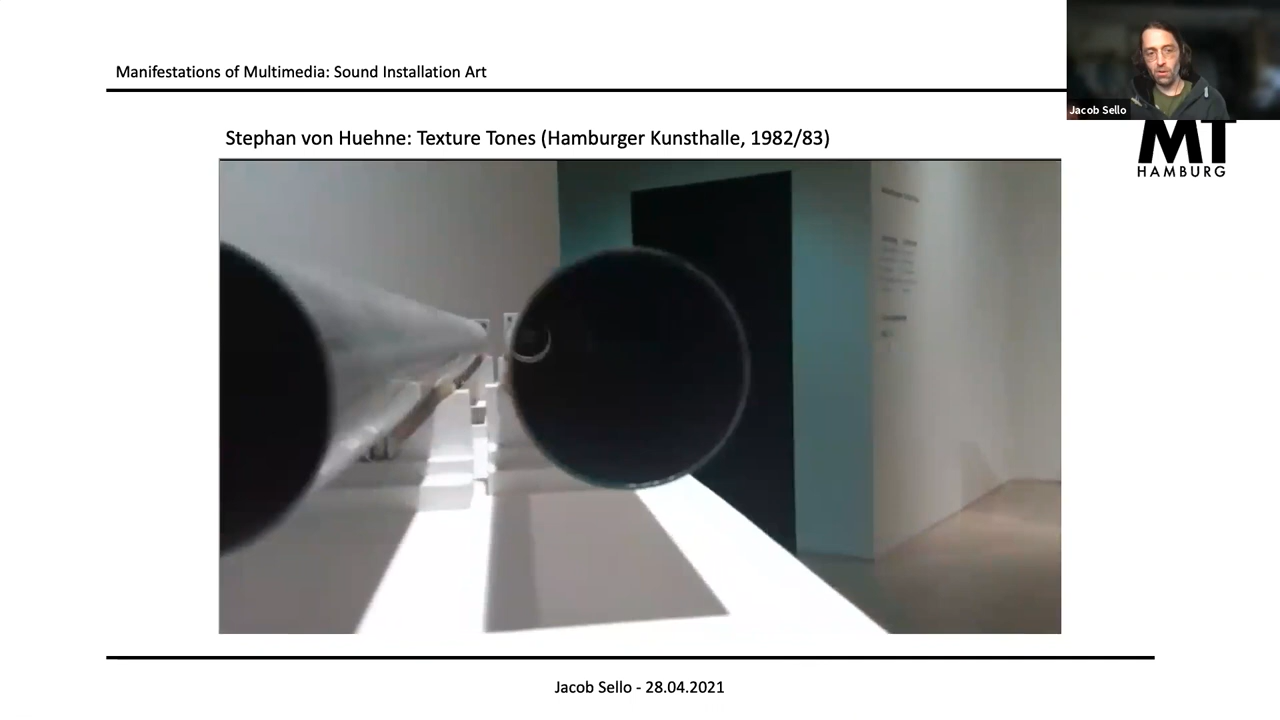 Manifestations of Multimedia: Sound Installation Art
Jacob Sello
MT
HAMBURG
Stephan von Huehne: Texture Tones (Hamburger Kunsthalle, 1982/83)
Jacob Sello - 28.04.2021